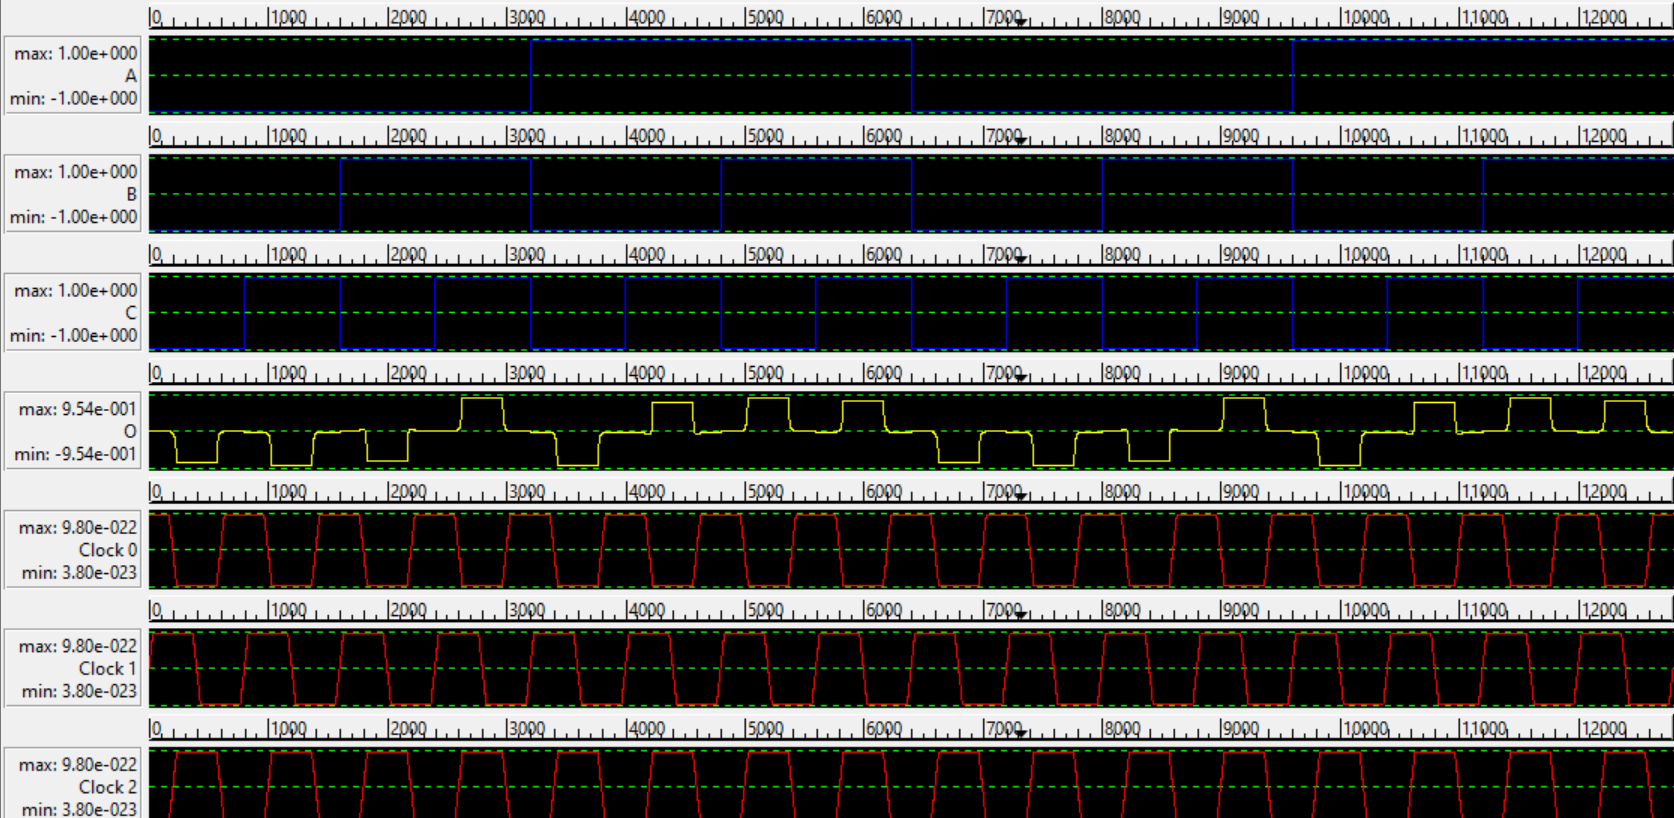 0 1000 2000 3000 4000 5000 6000 7000 8000 9000 10000 11000 12000
max: 1.00e+000
A
min: -1.00e+000
0 1000 2000 3000 4000 5000 6000 7000 8000 9000 10000 11000 12000
max: 1.00e+000
B
min: -1.00e+000
0 1000 2000 3000 4000 5000 6000 7000 8000 9000 10000 11000 12000
max: 1.00e+000
C
min: -1.00e+000
0 1000 2000 3000 4000 5000 6000 7000 8000 9000 10000 11000 12000
max: 9.54e-001
O
min: -9.54e-001
0 1000 2000 3000 4000 5000 6000 7000 8000 9000 10000 11000 12000
max: 9.80e-022
Clock 0
min: 3.80e-023
0 1000 2000 3000 4000 5000 6000 7000 8000 9000 10000 11000 12000
max: 9.80e-022
Clock 1
min: 3.80e-023
0 1000 2000 3000 4000 5000 6000 7000 8000 9000 10000 11000 12000
max: 9.80e-022
Clock 2
min: 3.80e-023